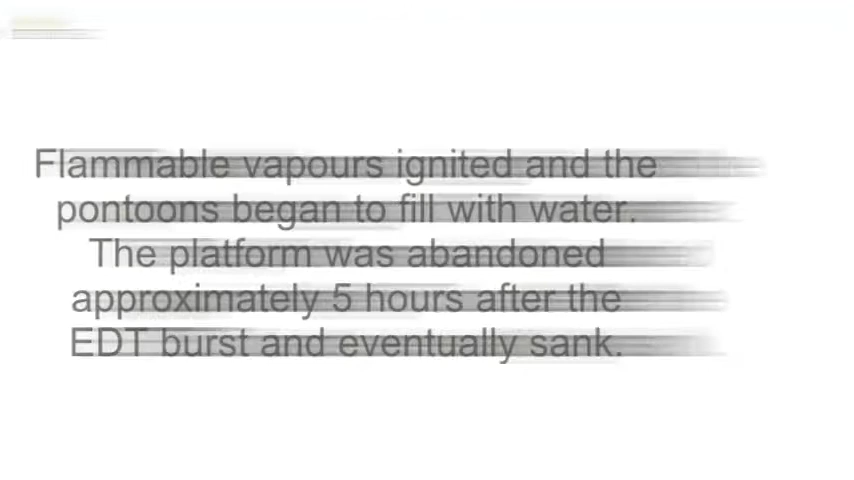 Flammable vapours ignited and the
pontoons began to fill with water.
The platform was abandoned
approximately 5 hours after the
EDT burst and eventually sank.